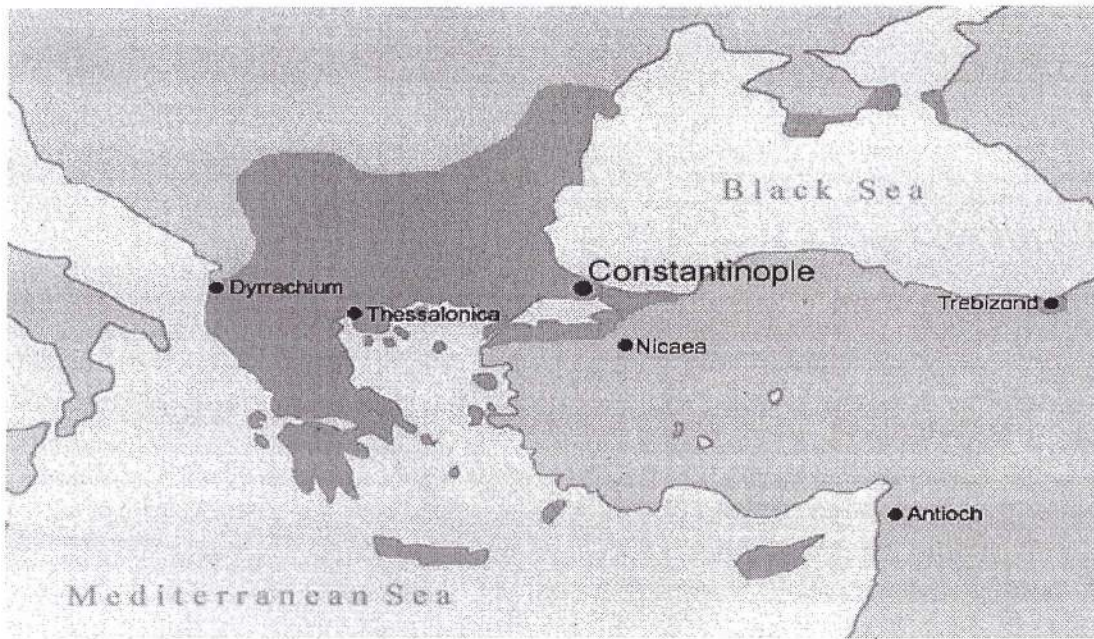 Black Sea
Constantinople
Dyrrachium
Trebizond
Thessalonica
Nicaea
Antioch
Mediterranean Sea